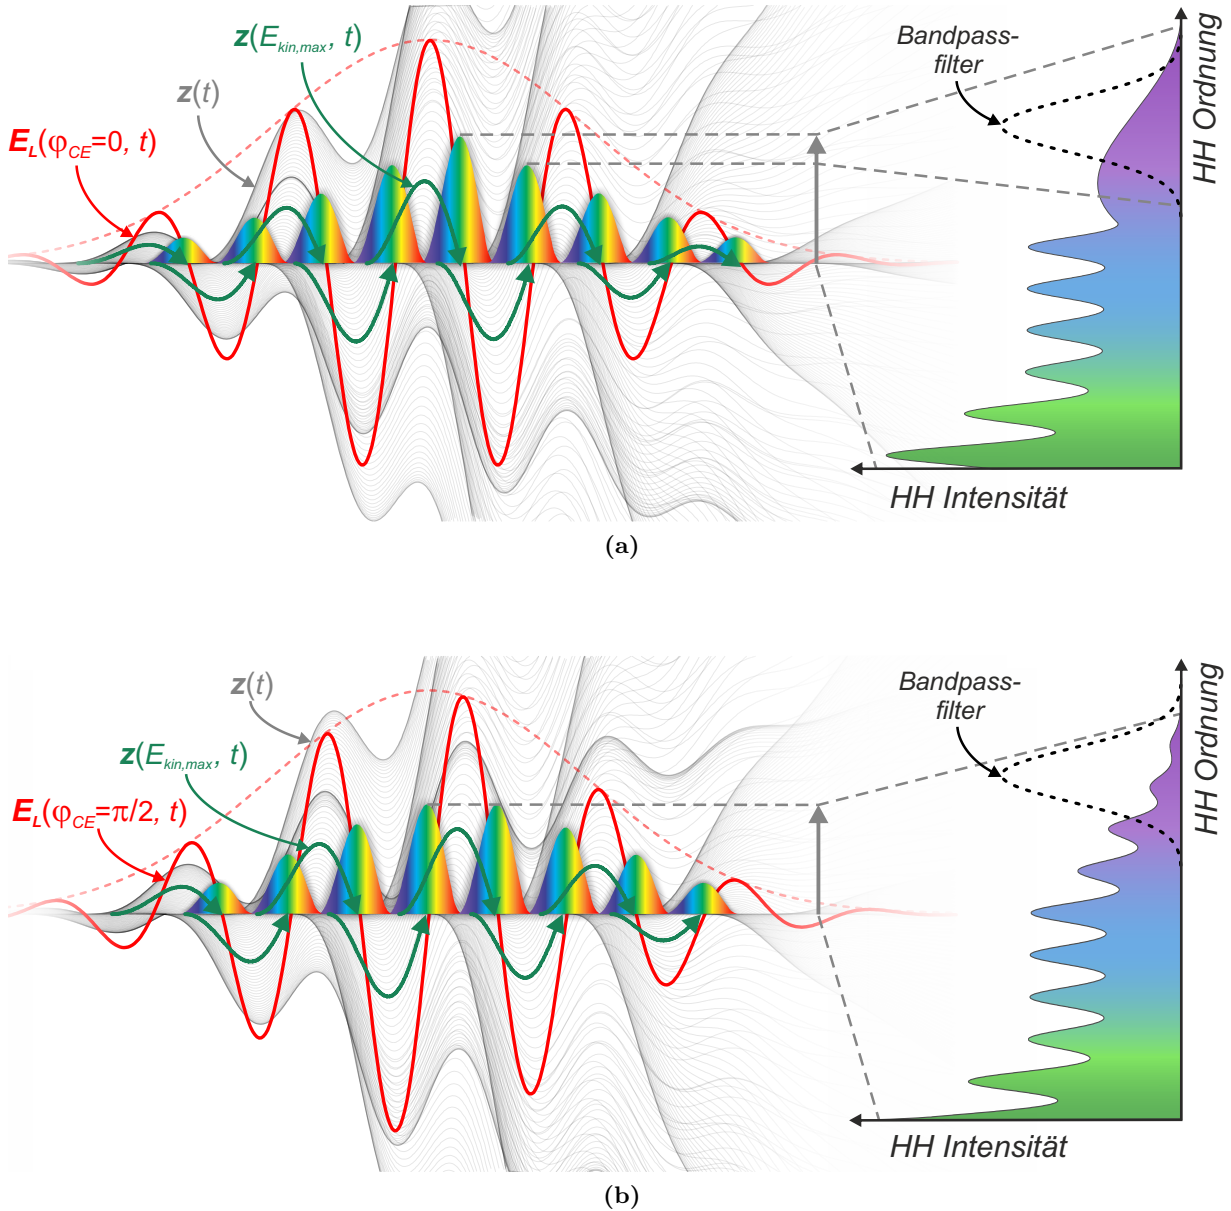 z(E_kin,max, t)
z(t)
E_L(φ_CE=0, t)
Bandpass-
filter
HH Ordnung
HH Intensität
(a)
z(t)
z(E_kin,max, t)
E_L(φ_CE=π/2, t)
Bandpass-
filter
HH Ordnung
HH Intensität
(b)